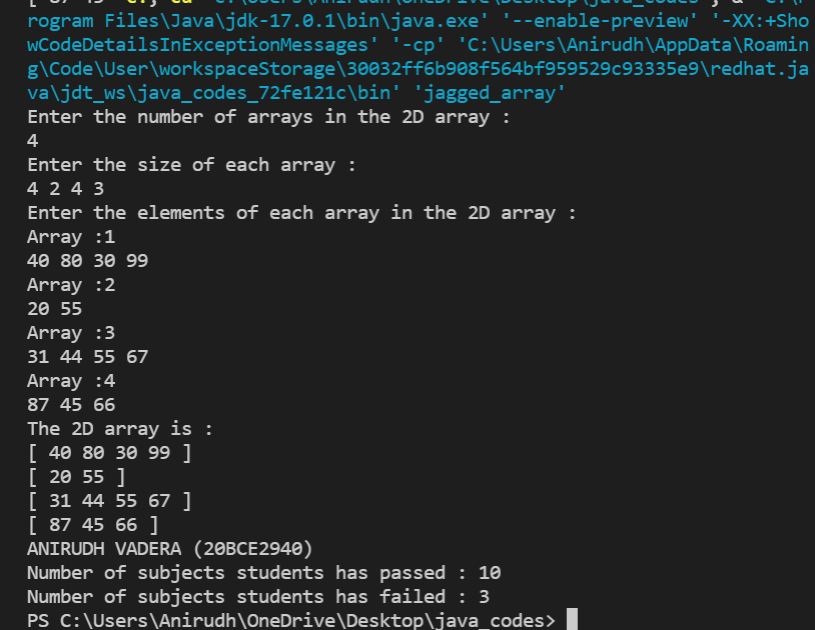 rogram Files\Java\jdk-17.0.1\bin\java.exe' '--enable-preview' '-XX:+Sho
wCodeDetailsInExceptionMessages' '-cp' 'C:\Users\Anirudh\AppData\Roamin
g\Code\User\workspaceStorage\30032ff6b908f564bf959529c93335e9\redhat.ja
va\jdt_ws\java_codes_72fe121c\bin' 'jagged_array'
Enter the number of arrays in the 2D array :
4
Enter the size of each array :
4 2 4 3
Enter the elements of each array in the 2D array :
Array :1
40 80 30 99
Array :2
20 55
Array :3
31 44 55 67
Array :4
87 45 66
The 2D array is :
[ 40 80 30 99 ]
[ 20 55 ]
[ 31 44 55 67 ]
[ 87 45 66 ]
ANIRUDH VADERA (20BCE2940)
Number of subjects students has passed : 10
Number of subjects students has failed : 3
PS C:\Users\Anirudh\OneDrive\Desktop\java_codes>